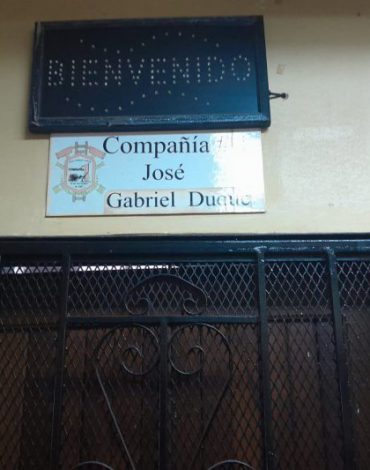 BIENVENIDO
Compañía
José
Gabriel Duque